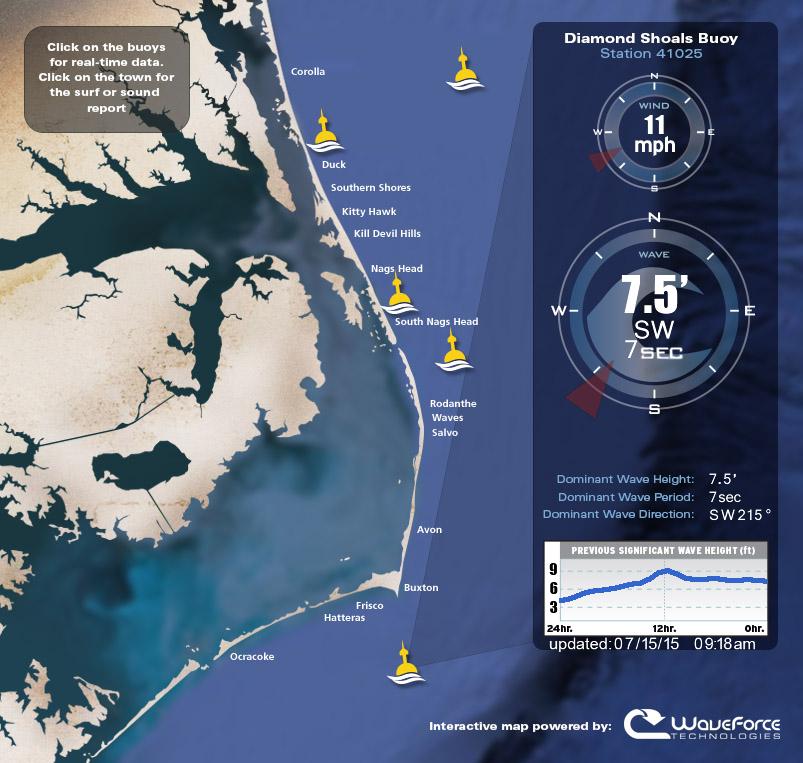 Click on the buoys
for real-time data.
Click on the town for
the surf or sound
report
Corolla
Duck
Southern Shores
Kitty Hawk
Kill Devil Hills
Nags Head
South Nags Head
Rodanthe
Waves
Salvo
Avon
Buxton
Frisco
Hatteras
Ocracoke
Diamond Shoals Buoy
Station 41025
N
WIND
W 11 E
mph
S
N
WAVE
W 7.5' E
SW
7SEC
S
Dominant Wave Height: 7.5'
Dominant Wave Period: 7sec
Dominant Wave Direction: SW 215°
PREVIOUS SIGNIFICANT WAVE HEIGHT (ft)
9
6
3
24hr. 12hr. 0hr.
updated: 07/15/15 09:18am
Interactive map powered by: WaveForce
TECHNOLOGIES